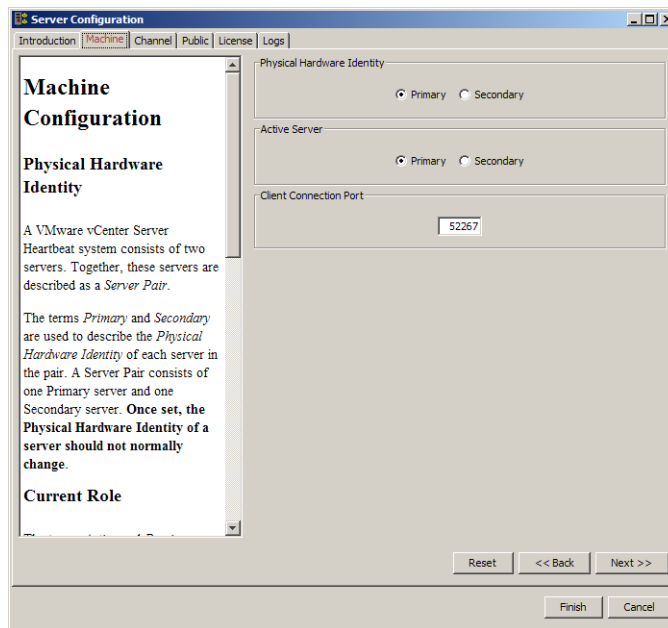 Server Configuration
Introduction Machine Channel Public License Logs
Machine
Configuration
Physical Hardware
Identity
A VMware vCenter Server
Heartbeat system consists of two
servers. Together, these servers are
described as a Server Pair.
The terms Primary and Secondary
are used to describe the Physical
Hardware Identity of each server in
the pair. A Server Pair consists of
one Primary server and one
Secondary server. Once set, the
Physical Hardware Identity of a
server should not normally
change.
Current Role
Physical Hardware Identity
Primary Secondary
Active Server
Primary Secondary
Client Connection Port
52267
Reset << Back Next >>
Finish Cancel